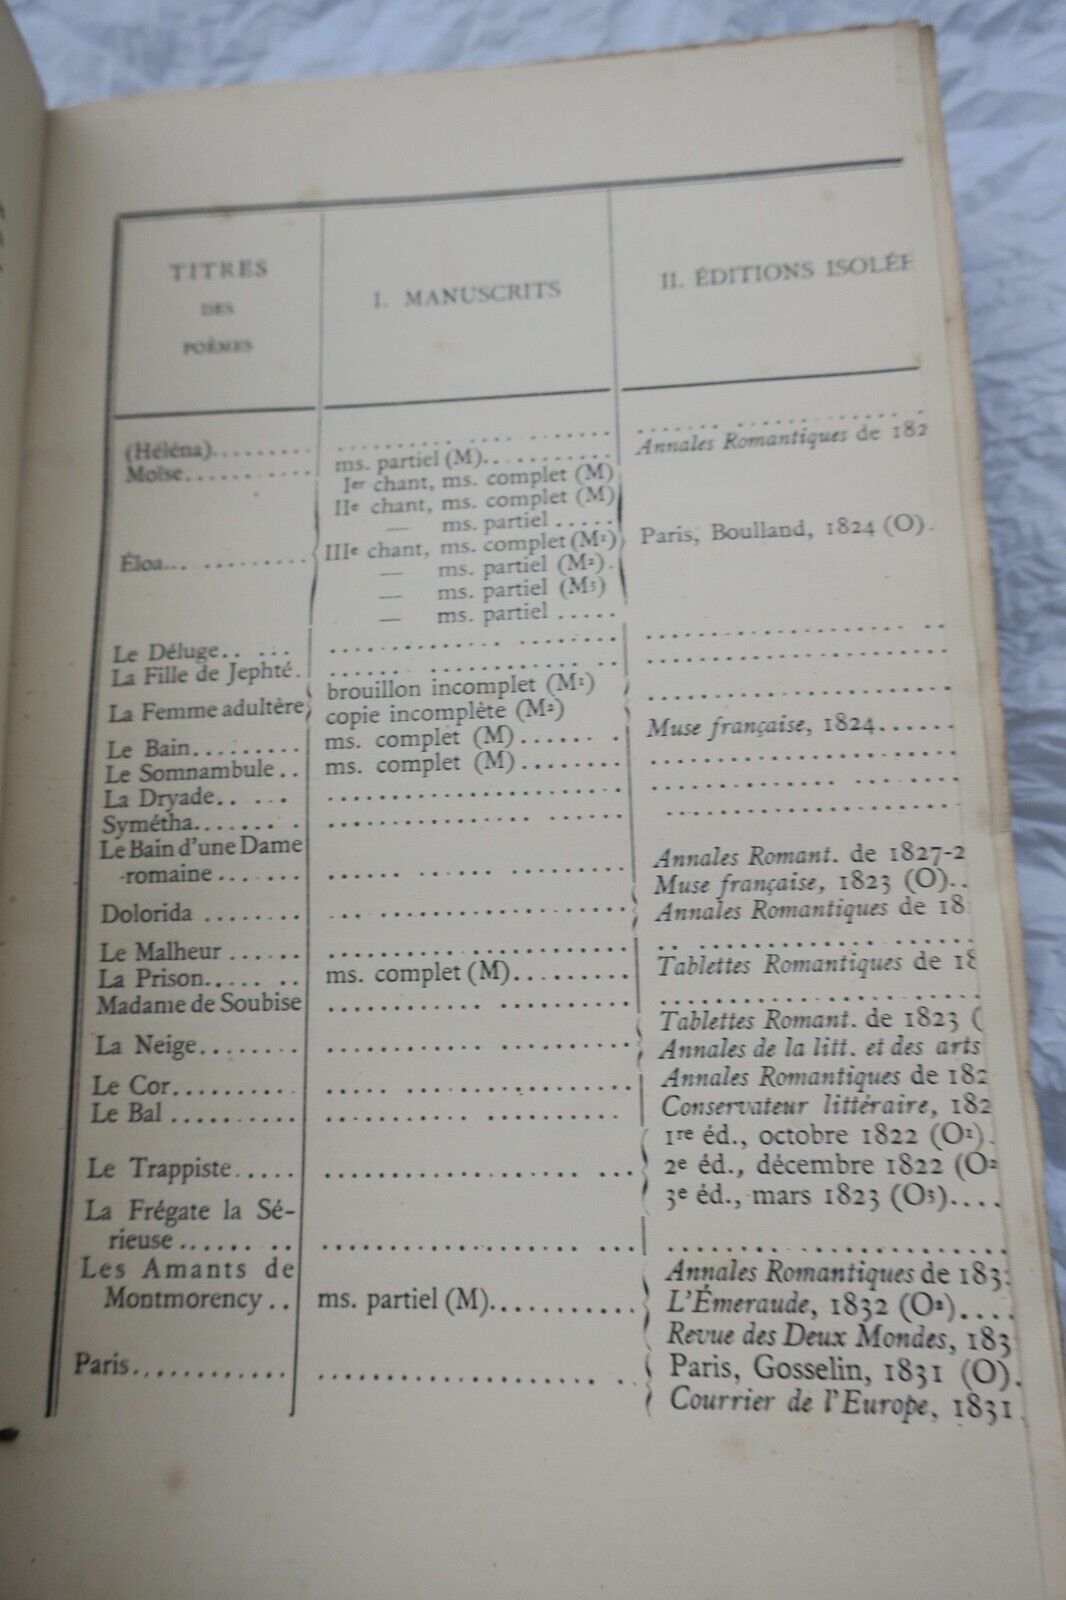 TITRES
DES
POÈMES
I. MANUSCRITS
II. ÉDITIONS ISOLÉE
(Héléna)........
Moïse...........
ms. partiel (M)...........
Annales Romantiques de 182
Éloa... ..........
Ier chant, ms. complet (M)
IIe chant, ms. complet (M)
— ms. partiel .....
IIIe chant, ms. complet (M1)
— ms. partiel (M2).
— ms. partiel (M3)
— ms. partiel .....
Paris, Boulland, 1824 (O).
Le Déluge.. ...
La Fille de Jephté.
La Femme adultère
brouillon incomplet (M1)
copie incomplète (M2)
Le Bain.........
ms. complet (M)...... .
Muse française, 1824......
Le Somnambule..
ms. complet (M)........
La Dryade.. ...
Symétha....... .
Le Bain d'une Dame
romaine......
Annales Romant. de 1827-2
Dolorida ........
Muse française, 1823 (O)..
Annales Romantiques de 18
Le Malheur ......
La Prison.......
ms. complet (M).........
Tablettes Romantiques de 18
Madame de Soubise
La Neige........
Tablettes Romant. de 1823 (
Annales de la litt. et des arts
Le Cor..........
Annales Romantiques de 182
Le Bal ..........
Conservateur littéraire, 182
Le Trappiste.....
1re éd., octobre 1822 (O1).
2e éd., décembre 1822 (O2
3e éd., mars 1823 (O3)....
La Frégate la Sé-
rieuse...... ..
Les Amants de
Montmorency ..
ms. partiel (M)...........
Annales Romantiques de 183
L'Émeraude, 1832 (O2)....
Revue des Deux Mondes, 183
Paris............
Paris, Gosselin, 1831 (O).
Courrier de l'Europe, 1831.